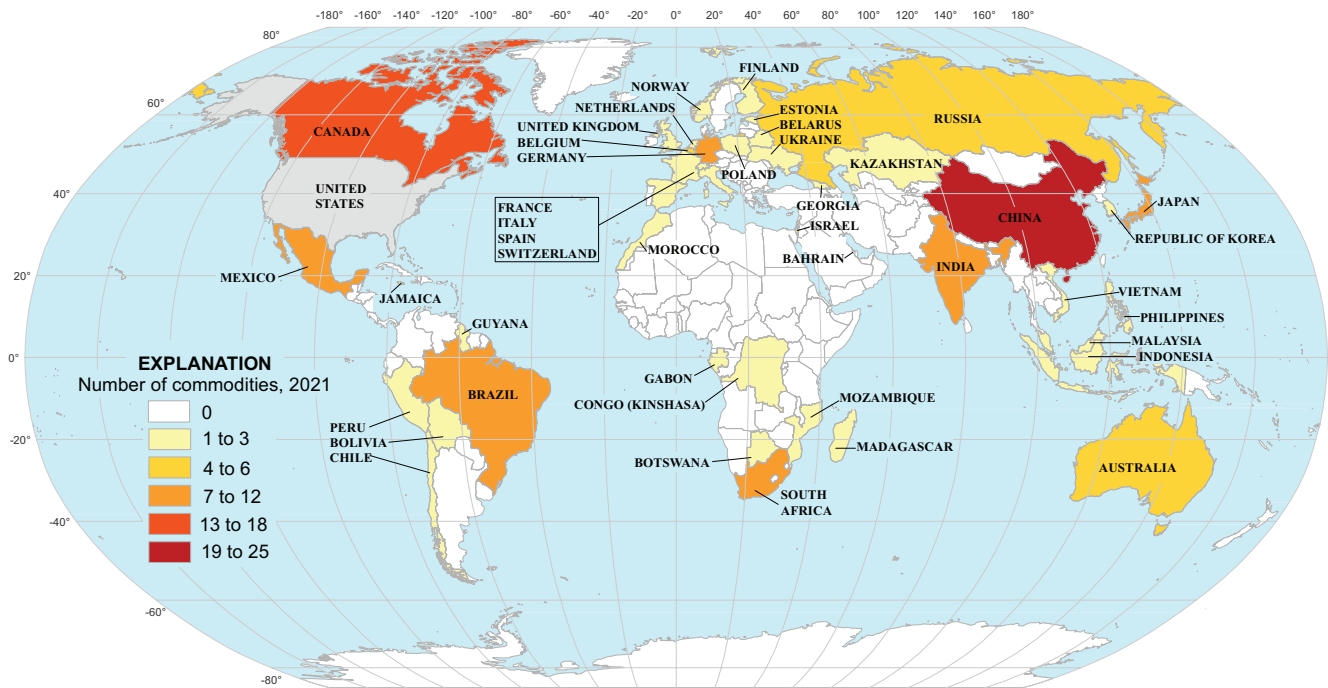 -180° -160° -140° -120° -100° -80° -60° -40° -20° 0° 20° 40° 60° 80° 100° 120° 140° 160° 180°
80°
60°
40°
20°
0°
-20°
-40°
-60°
-80°
FINLAND
NORWAY
NETHERLANDS
UNITED KINGDOM
BELGIUM
GERMANY
ESTONIA
BELARUS
UKRAINE
RUSSIA
CANADA
POLAND
KAZAKHSTAN
UNITED
STATES
FRANCE
ITALY
SPAIN
SWITZERLAND
GEORGIA
ISRAEL
CHINA
JAPAN
REPUBLIC OF KOREA
MOROCCO
BAHRAIN
INDIA
MEXICO
JAMAICA
VIETNAM
GUYANA
PHILIPPINES
MALAYSIA
INDONESIA
GABON
CONGO (KINSHASA)
BRAZIL
MOZAMBIQUE
PERU
BOLIVIA
CHILE
MADAGASCAR
BOTSWANA
AUSTRALIA
SOUTH
AFRICA
EXPLANATION
Number of commodities, 2021
0
1 to 3
4 to 6
7 to 12
13 to 18
19 to 25